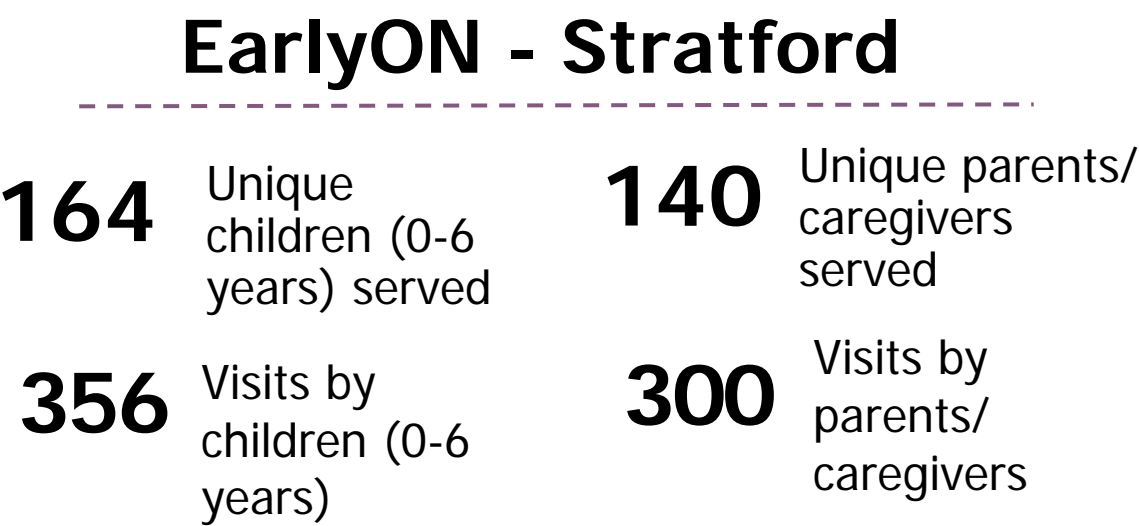 EarlyON - Stratford
164
Unique
children (0-6
years) served
140
Unique parents/
caregivers
served
356
Visits by
children (0-6
years)
300
Visits by
parents/
caregivers